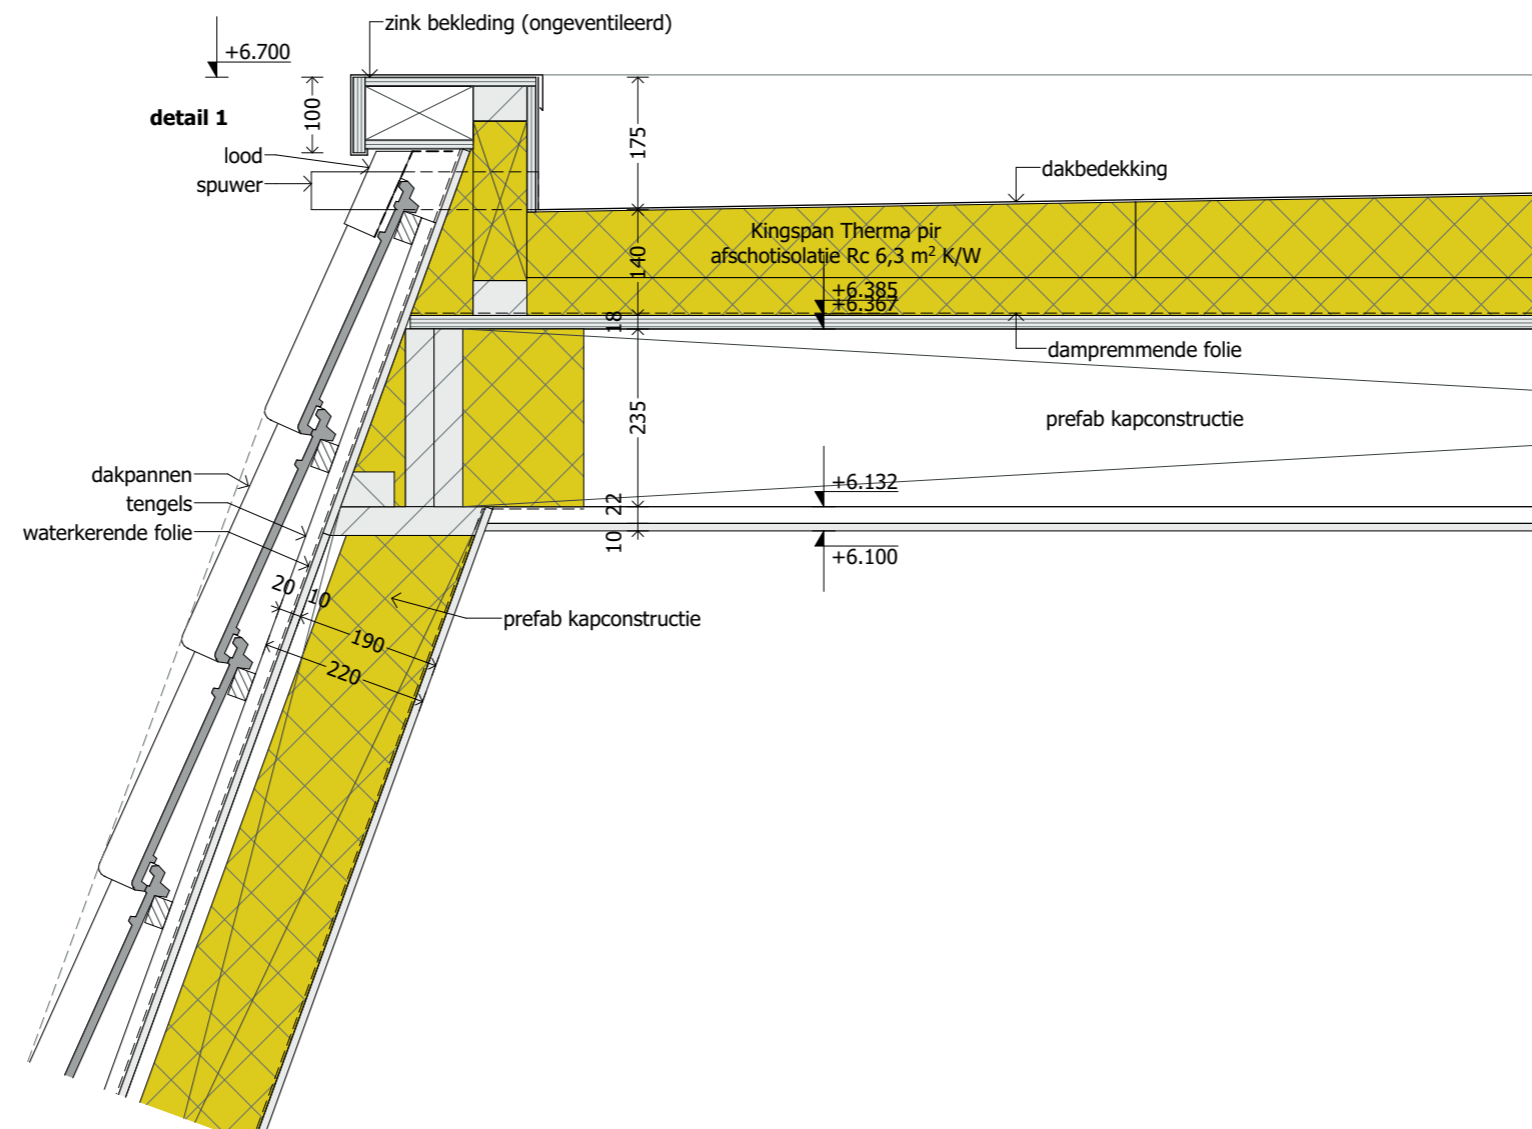 zink bekleding (ongeventileerd)
+6.700
100
detail 1
175
lood
spuwer
dakbedekking
Kingspan Therma pir
afschotisolatie Rc 6,3 m² K/W
140
+6.385
+6.367
18
dampremmende folie
235
prefab kapconstructie
dakpannen
+6.132
tengels
22
waterkerende folie
10
+6.100
20
10
prefab kapconstructie
190
220